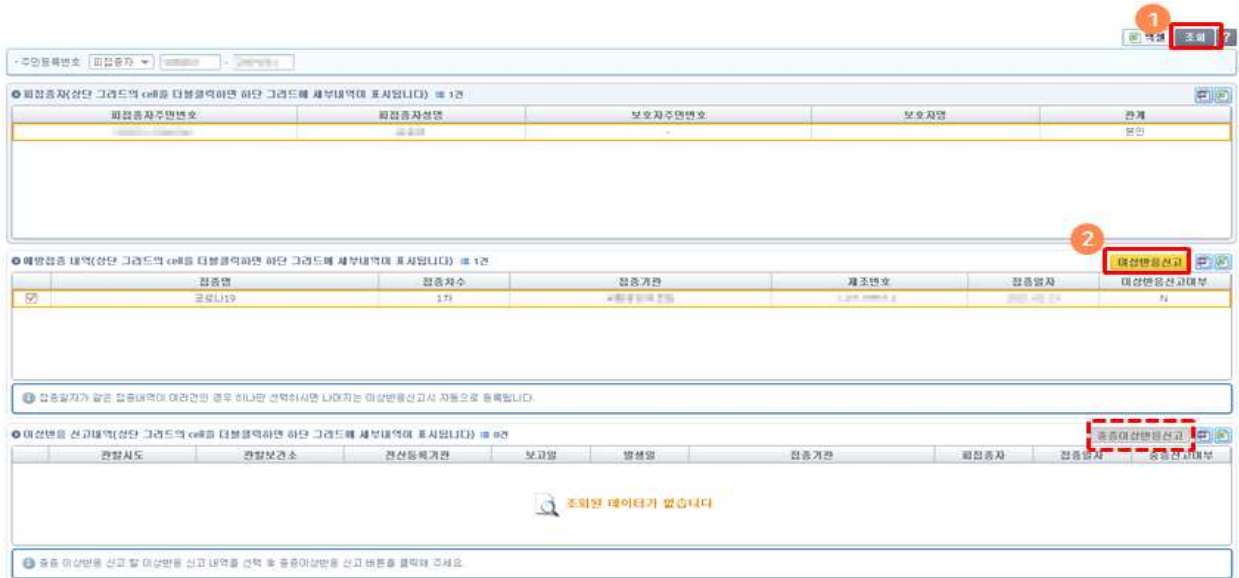 1
엑셀 조회 ?
주민등록번호 피접종자 -
피접종자(상단 그리드의 cell을 더블클릭하면 하단 그리드에 세부내역이 표시됩니다) 1건
피접종자주민번호 피접종자성명 보호자주민번호 보호자명 관계
- 본인
2
예방접종 내역(상단 그리드의 cell을 더블클릭하면 하단 그리드에 세부내역이 표시됩니다) 1건 이상반응신고
접종명 접종차수 접종기관 제조번호 접종일자 이상반응신고여부
코로나19 1차 N
접종일자가 같은 접종내역이 여러건인 경우 하나만 선택하시면 나머지는 이상반응신고시 자동으로 등록됩니다.
이상반응 신고내역(상단 그리드의 cell을 더블클릭하면 하단 그리드에 세부내역이 표시됩니다) 0건 중증이상반응신고
관할시도 관할보건소 전산등록기관 보고일 발생일 접종기관 피접종자 접종일자 중증신고여부
조회된 데이터가 없습니다
중증 이상반응 신고 할 이상반응 신고 내역을 선택 후 중증이상반응 신고 버튼을 클릭해 주세요.